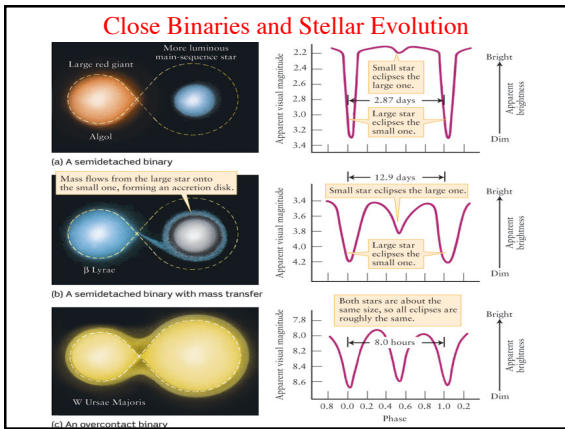 Close Binaries and Stellar Evolution
Large red giant
More luminous
main-sequence star
Algol
(a) A semidetached binary
Apparent visual magnitude
2.2
2.4
2.6
2.8
3.0
3.2
3.4
Small star
eclipses the
large one.
2.87 days
Large star
eclipses the
small one.
Bright
Apparent
brightness
Dim
Mass flows from the large star onto
the small one, forming an accretion disk.
β Lyrae
(b) A semidetached binary with mass transfer
Apparent visual magnitude
3.4
3.8
4.2
12.9 days
Small star eclipses the large one.
Large star
eclipses the
small one.
Bright
Apparent
brightness
Dim
W Ursae Majoris
(c) An overcontact binary
Apparent visual magnitude
7.8
8.0
8.2
8.4
8.6
Both stars are about the
same size, so all eclipses are
roughly the same.
8.0 hours
Bright
Apparent
brightness
Dim
0.8 0.0 0.2 0.4 0.6 0.8 1.0 0.2
Phase